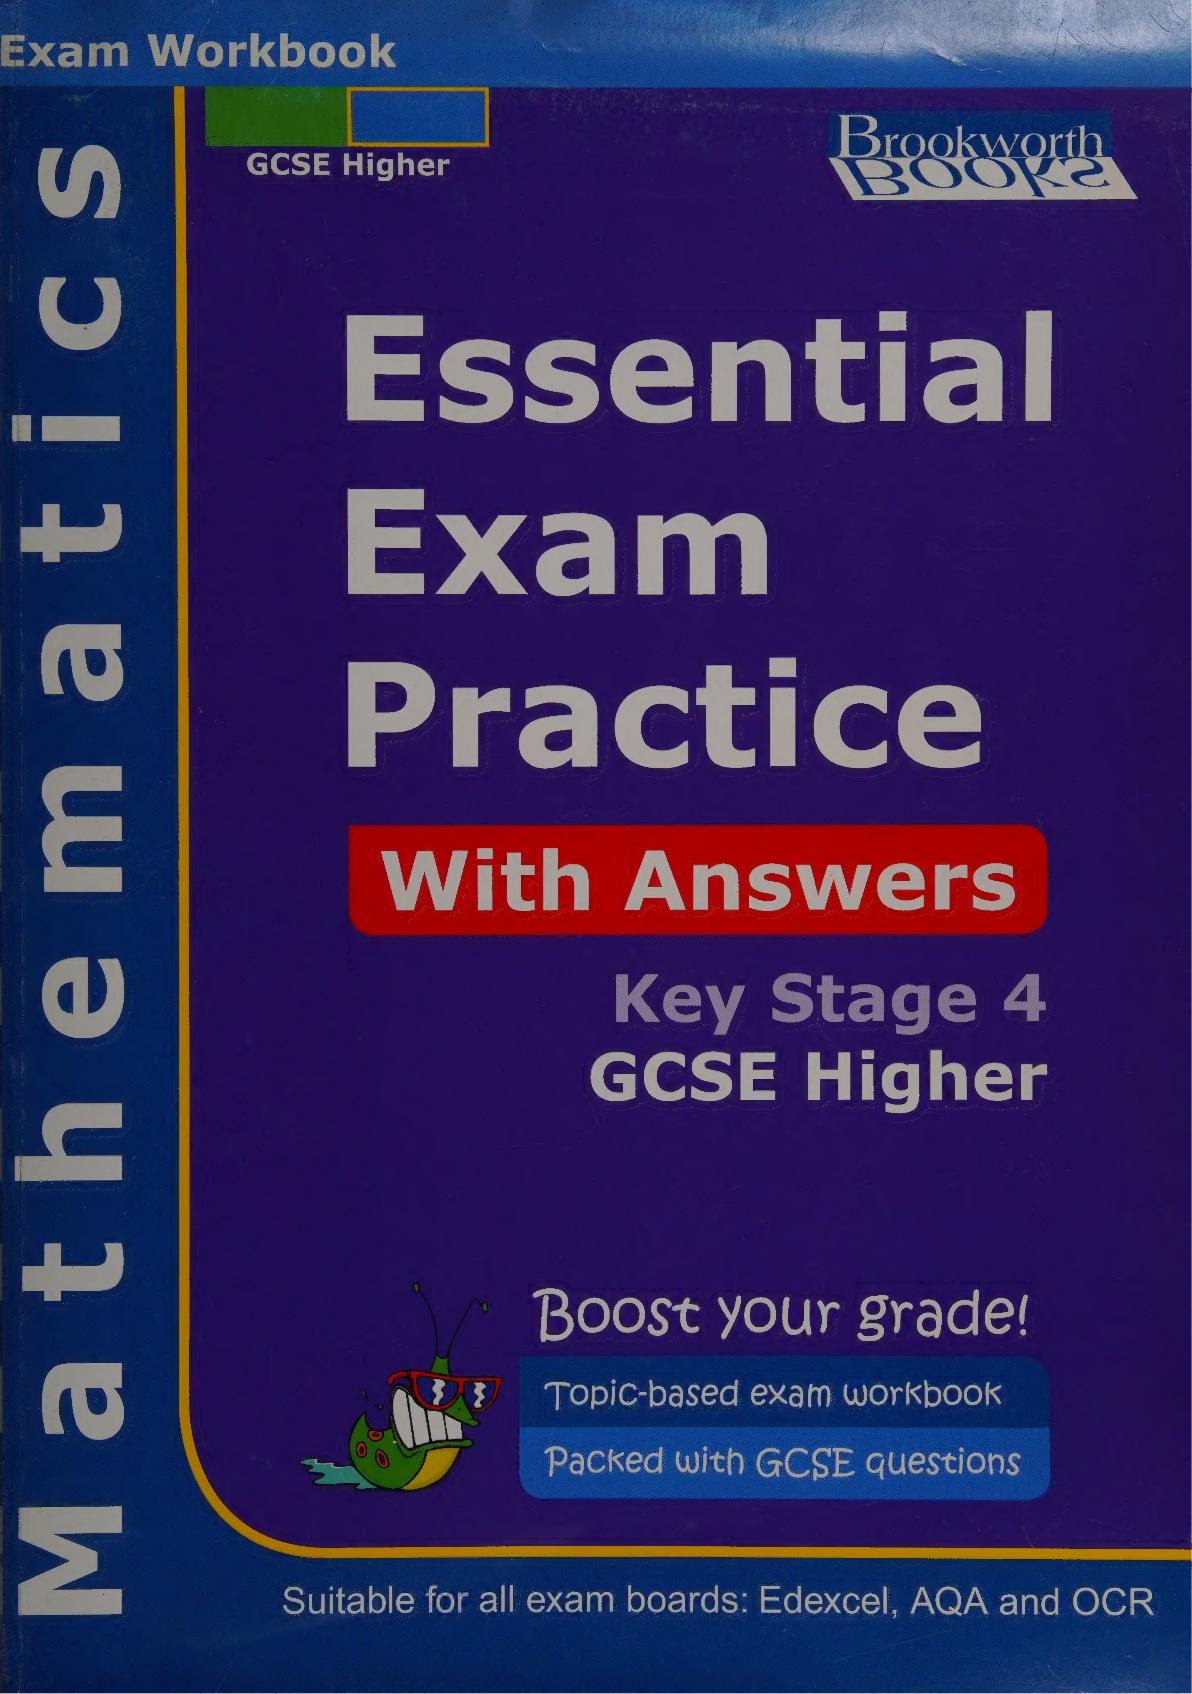 Exam Workbook
GCSE Higher
Brookworth
BOOKS
Mathematics
Essential
Exam
Practice
With Answers
Key Stage 4
GCSE Higher
Boost your grade!
Topic-based exam workbook
Packed with GCSE questions
Suitable for all exam boards: Edexcel, AQA and OCR